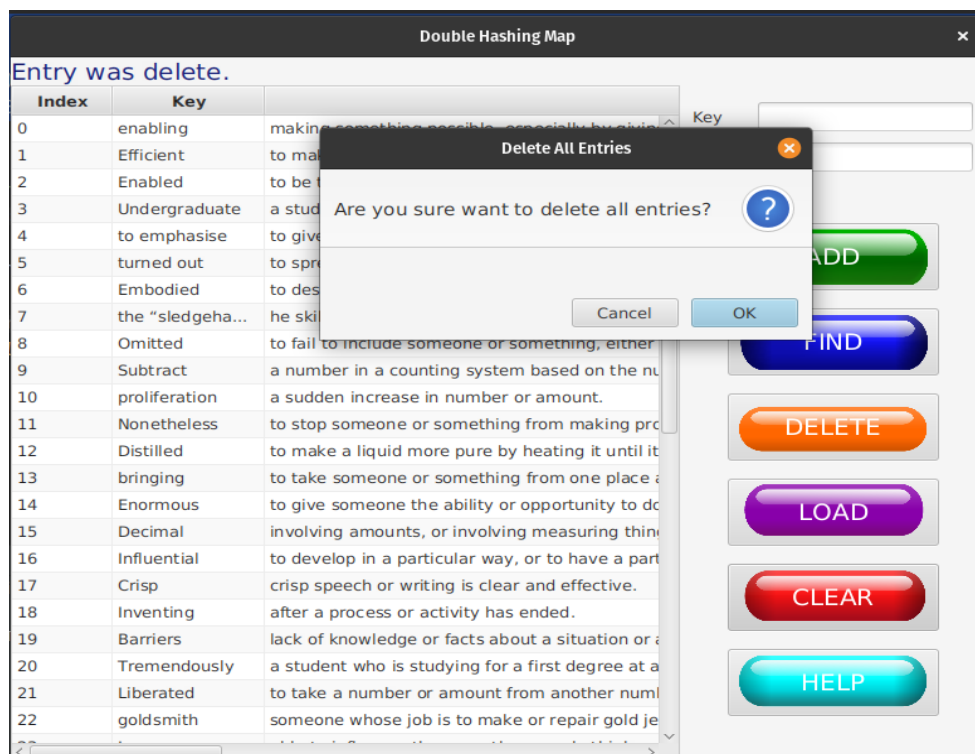 Double Hashing Map
Entry was delete.
Index Key
0 enabling making something possible, especially by givin
1 Efficient to mak
2 Enabled to be t
3 Undergraduate a stud
4 to emphasise to give
5 turned out to spre
6 Embodied to des
7 the “sledgeha... he skil
8 Omitted to fail to include someone or something, either
9 Subtract a number in a counting system based on the nu
10 proliferation a sudden increase in number or amount.
11 Nonetheless to stop someone or something from making pro
12 Distilled to make a liquid more pure by heating it until it
13 bringing to take someone or something from one place a
14 Enormous to give someone the ability or opportunity to do
15 Decimal involving amounts, or involving measuring thin
16 Influential to develop in a particular way, or to have a part
17 Crisp crisp speech or writing is clear and effective.
18 Inventing after a process or activity has ended.
19 Barriers lack of knowledge or facts about a situation or a
20 Tremendously a student who is studying for a first degree at a
21 Liberated to take a number or amount from another num
22 goldsmith someone whose job is to make or repair gold je
Delete All Entries
Are you sure want to delete all entries?
?
Cancel OK
Key
ADD
FIND
DELETE
LOAD
CLEAR
HELP